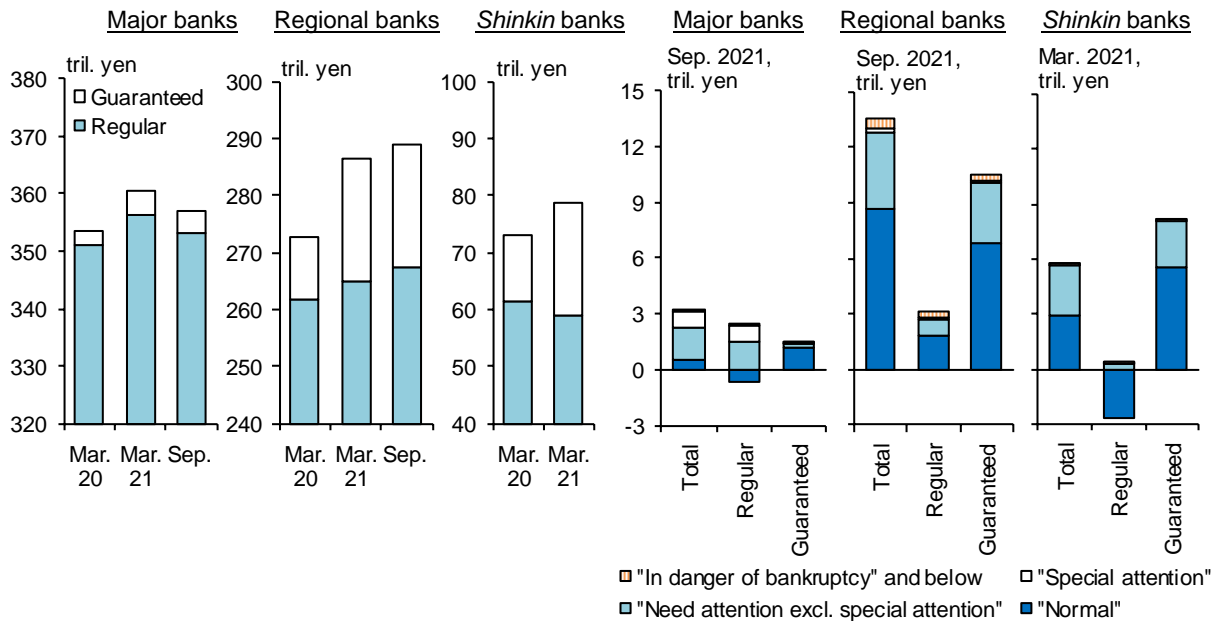 Major banks
Regional banks
Shinkin banks
Major banks
Regional banks
Shinkin banks
tril. yen
380
370
360
350
340
330
320
Guaranteed
Regular
Mar. 20
Mar. 21
Sep.
tril. yen
300
290
280
270
260
250
240
Mar. 20
Mar. 21
Sep.
tril. yen
100
90
80
70
60
50
40
Mar. 20
Mar. 21
Sep. 2021,
tril. yen
15
12
9
6
3
0
-3
Total
Regular
Guaranteed
Sep. 2021,
tril. yen
Total
Regular
Guaranteed
Mar. 2021,
tril. yen
Total
Regular
Guaranteed
"In danger of bankruptcy" and below
"Special attention"
"Need attention excl. special attention"
"Normal"